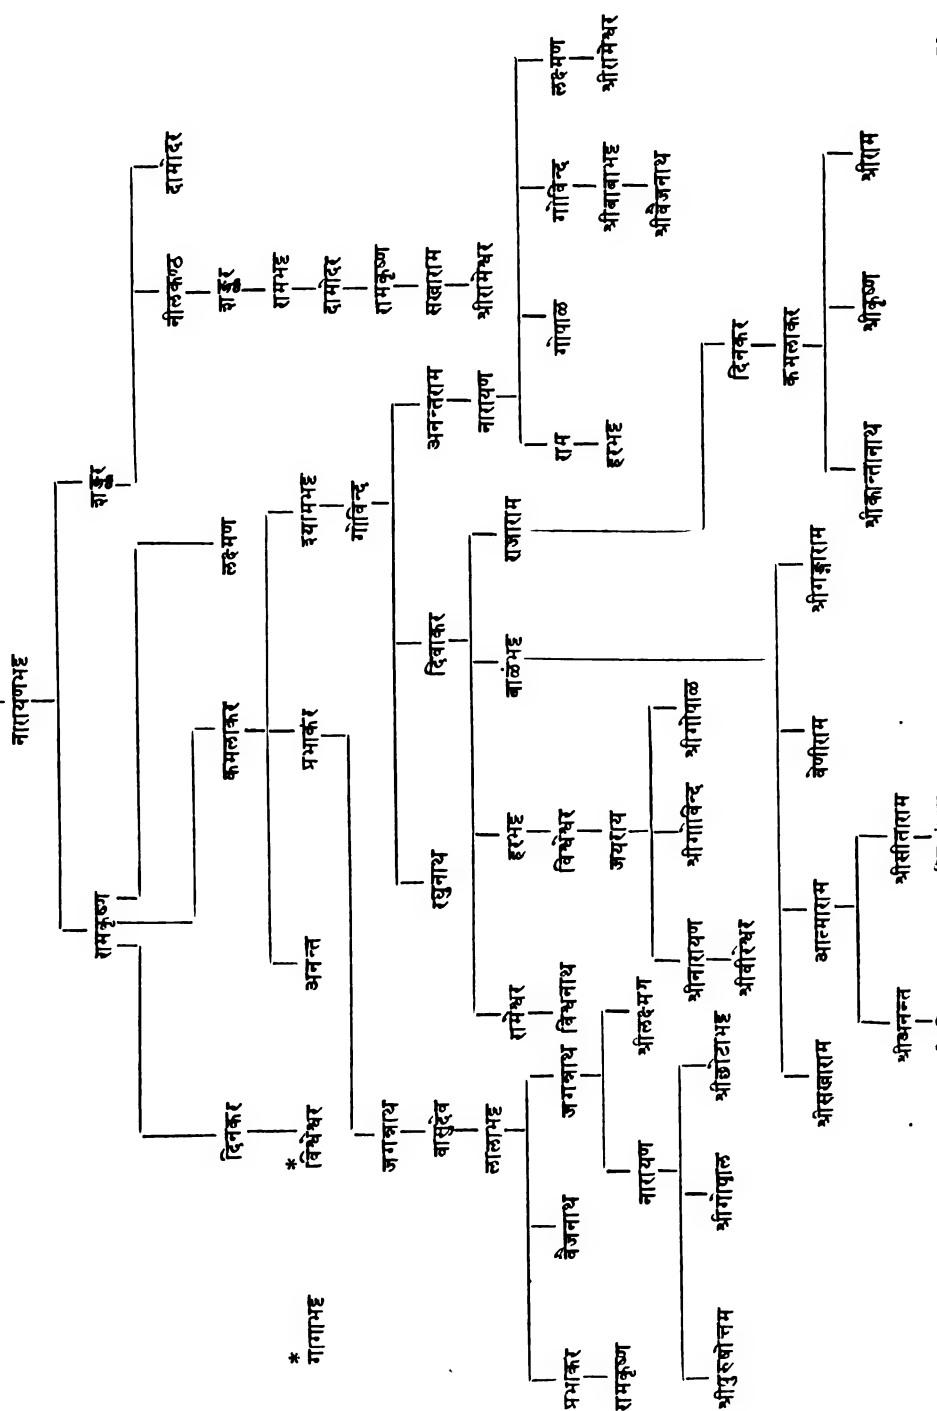 नारायणभट्ट
रामकृष्ण
शङ्कर
दिनकर
कमलाकर
लक्ष्मण
नीलकण्ठ
दामोदर
* विश्वेश्वर
अनन्त
प्रभाकर
श्यामभट्ट
शङ्कर
* गागाभट्ट
गोविन्द
रामभट्ट
जगन्नाथ
रघुनाथ
दिवाकर
अनन्तराम
दामोदर
वासुदेव
नारायण
रामकृष्ण
लालाभट्ट
रामेश्वर
हरभट्ट
बाळंभट्ट
राजाराम
सखाराम
श्रीरामेश्वर
प्रभाकर
वैजनाथ
जगन्नाथ
विश्वनाथ
विश्वेश्वर
राम
गोपाळ
गोविन्द
लक्ष्मण
रामकृष्ण
नारायण
श्रीलक्ष्मण
जयराय
हरभट्ट
श्रीबाबाभट्ट
श्रीरामेश्वर
श्रीवैजनाथ
श्रीपुरुषोत्तम
श्रीगोपाल
श्रीछोटाभट्ट
श्रीनारायण
श्रीगोविन्द
श्रीगोपाळ
श्रीवीरेश्वर
दिनकर
कमलाकर
श्रीसखाराम
आत्माराम
वेणीराम
श्रीगङ्गाराम
श्रीकान्तानाथ
श्रीकृष्ण
श्रीराम
श्रीअनन्त
श्रीसीताराम